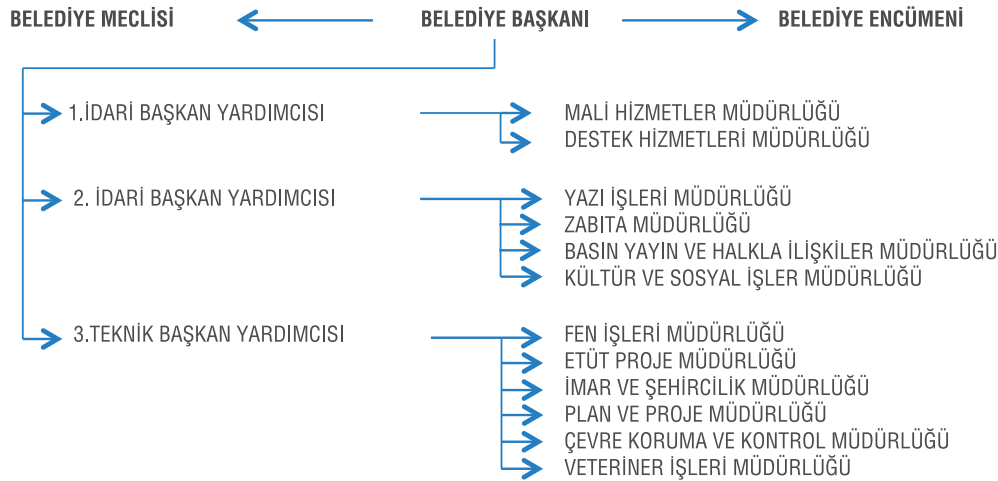 BELEDİYE MECLİSİ BELEDİYE BAŞKANI BELEDİYE ENCÜMENİ
1.İDARİ BAŞKAN YARDIMCISI
MALİ HİZMETLER MÜDÜRLÜĞÜ
DESTEK HİZMETLERİ MÜDÜRLÜĞÜ
2. İDARİ BAŞKAN YARDIMCISI
YAZI İŞLERİ MÜDÜRLÜĞÜ
ZABITA MÜDÜRLÜĞÜ
BASIN YAYIN VE HALKLA İLİŞKİLER MÜDÜRLÜĞÜ
KÜLTÜR VE SOSYAL İŞLER MÜDÜRLÜĞÜ
3.TEKNİK BAŞKAN YARDIMCISI
FEN İŞLERİ MÜDÜRLÜĞÜ
ETÜT PROJE MÜDÜRLÜĞÜ
İMAR VE ŞEHİRCİLİK MÜDÜRLÜĞÜ
PLAN VE PROJE MÜDÜRLÜĞÜ
ÇEVRE KORUMA VE KONTROL MÜDÜRLÜĞÜ
VETERİNER İŞLERİ MÜDÜRLÜĞÜ